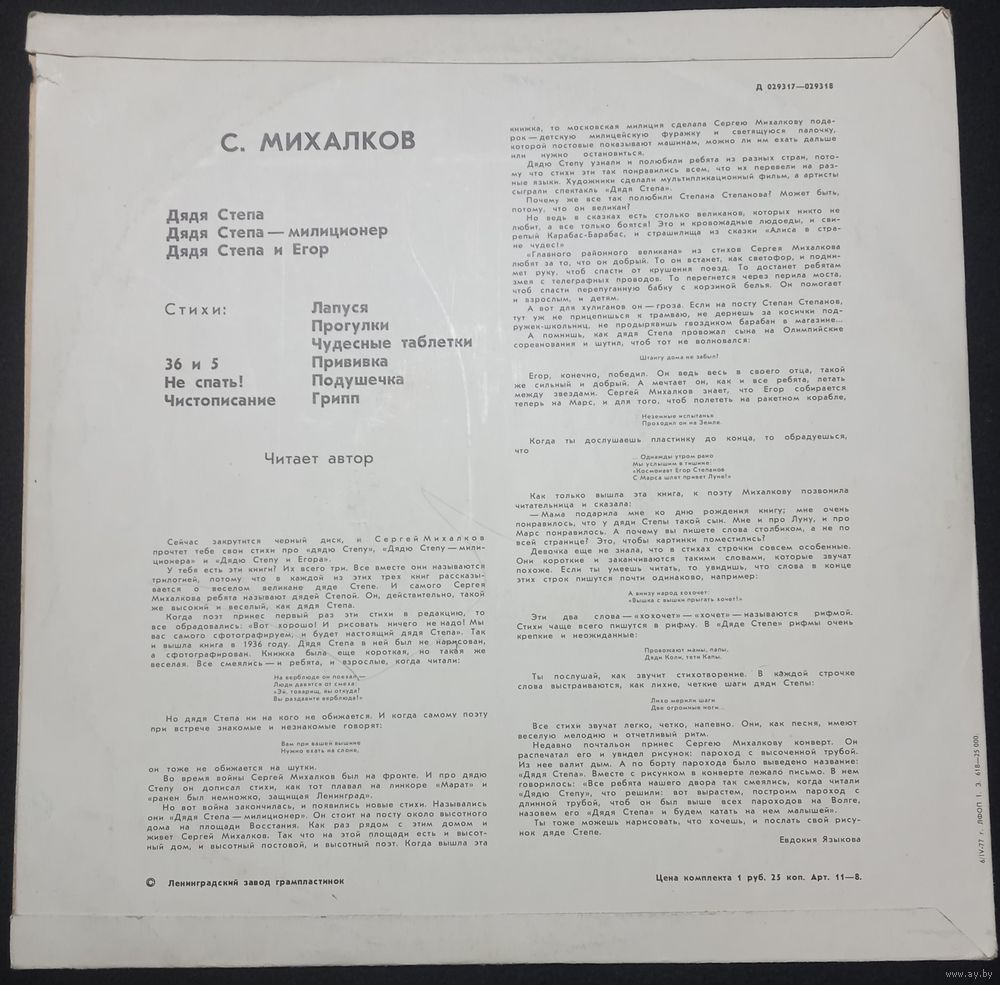 Д 029317—029318
С. МИХАЛКОВ
Дядя Степа
Дядя Степа — милиционер
Дядя Степа и Егор
Стихи:
36 и 5
Не спать!
Чистописание
Лапуся
Прогулки
Чудесные таблетки
Прививка
Подушечка
Грипп
Читает автор
Сейчас закрутится черный диск, и Сергей Михалков
прочтет тебе свои стихи про «дядю Степу», «Дядю Степу — мили-
ционера» и «Дядю Степу и Егора».
У тебя есть эти книги? Их всего три. Все вместе они называются
трилогией, потому что в каждой из этих трех книг рассказы-
вается о веселом великане дяде Степе. И самого Сергея
Михалкова ребята называют дядей Степой. Он, действительно, такой
же высокий и веселый, как дядя Степа.
Когда поэт принес первый раз эти стихи в редакцию, то
все обрадовались: «Вот хорошо! И рисовать ничего не надо! Мы
вас самого сфотографируем, и будет настоящий дядя Степа». Так
и вышла книга в 1936 году. Дядя Степа в ней был не нарисован,
а сфотографирован. Книжка была еще короткая, но такая же
веселая. Все смеялись — и ребята, и взрослые, когда читали:
На верблюде он поехал —
Люди давятся от смеха:
«Эй, товарищ, вы откуда?
Вы раздавите верблюда!»
Но дядя Степа ни на кого не обижается. И когда самому поэту
при встрече знакомые и незнакомые говорят:
Вам при вашей вышине
Нужно ехать на слоне,
он тоже не обижается на шутки.
Во время войны Сергей Михалков был на фронте. И про дядю
Степу он дописал стихи, как тот плавал на линкоре «Марат» и
«ранен был немножко, защищая Ленинград».
Но вот война закончилась, и появились новые стихи. Назывались
они «Дядя Степа — милиционер». Он стоит на посту около высотного
дома на площади Восстания. Как раз рядом с этим домом и
живет Сергей Михалков. Так что на этой площади есть и высот-
ный дом, и высотный постовой, и высотный поэт. Когда вышла эта
книжка, то московская милиция сделала Сергею Михалкову пода-
рок — детскую милицейскую фуражку и светящуюся палочку,
которой постовые показывают машинам, можно ли им ехать дальше
или нужно остановиться.
Дядю Степу узнали и полюбили ребята из разных стран, пото-
му что стихи эти так понравились всем, что их перевели на раз-
ные языки. Художники сделали мультипликационный фильм, а артисты
сыграли спектакль «Дядя Степа».
Почему же все так полюбили Степана Степанова? Может быть,
потому, что он великан?
Но ведь в сказках есть столько великанов, которых никто не
любит, а все только боятся! Это и кровожадные людоеды, и сви-
репый Карабас-Барабас, и страшилища из сказки «Алиса в стра-
не чудес!»
«Главного районного великана» из стихов Сергея Михалкова
любят за то, что он добрый. То он встанет, как светофор, и подни-
мет руку, чтоб спасти от крушения поезд. То достанет ребятам
змея с телеграфных проводов. То перегнется через перила моста,
чтоб спасти перепуганную бабку с корзиной белья. Он помогает
и взрослым, и детям.
А вот для хулиганов он — гроза. Если на посту Степан Степанов,
тут уж не прицепишься к трамваю, не дернешь за косички под-
ружек-школьниц, не продырявишь гвоздиком барабан в магазине...
А помнишь, как дядя Степа провожал сына на Олимпийские
соревнования и шутил, чтоб тот не волновался:
Штангу дома не забыл?
Егор, конечно, победил. Он ведь весь в своего отца, такой
же сильный и добрый. А мечтает он, как и все ребята, летать
между звездами. Сергей Михалков знает, что Егор собирается
теперь на Марс, и для того, чтоб полететь на ракетном корабле,
Неземные испытанья
Проходил он на Земле.
Когда ты дослушаешь пластинку до конца, то обрадуешься,
что
... Однажды утром рано
Мы услышим в тишине:
«Космонавт Егор Степанов
С Марса шлет привет Луне!»
Как только вышла эта книга, к поэту Михалкову позвонила
читательница и сказала:
— Мама подарила мне ко дню рождения книгу; мне очень
понравилось, что у дяди Степы такой сын. Мне и про Луну, и про
Марс понравилось. А почему вы пишете слова столбиком, а не по
всей странице? Это, чтобы картинки поместились?
Девочка еще не знала, что в стихах строчки совсем особенные.
Они короткие и заканчиваются такими словами, которые звучат
похоже. Если ты умеешь читать, то увидишь, что слова в конце
этих строк пишутся почти одинаково, например:
А внизу народ хохочет:
«Вышка с вышки прыгать хочет!»
Эти два слова — «хохочет» — «хочет» — называются рифмой.
Стихи чаще всего пишутся в рифму. В «Дяде Степе» рифмы очень
крепкие и неожиданные:
Провожают мамы, папы,
Дяди Коли, тети Капы.
Ты послушай, как звучит стихотворение. В каждой строчке
слова выстраиваются, как лихие, четкие шаги дяди Степы:
Лихо мерили шаги
Две огромные ноги...
Все стихи звучат легко, четко, напевно. Они, как песня, имеют
веселую мелодию и отчетливый ритм.
Недавно почтальон принес Сергею Михалкову конверт. Он
распечатал его и увидел рисунок: пароход с высоченной трубой.
Из нее валит дым. А по борту парохода было выведено название:
«Дядя Степа». Вместе с рисунком в конверте лежало письмо. В нем
говорилось: «Все ребята нашего двора так смеялись, когда читали
«Дядю Степу», что решили: вот вырастем, построим пароход с
длинной трубой, чтоб он был выше всех пароходов на Волге,
назовем его «Дядя Степа» и будем катать на нем малышей».
Ты тоже можешь нарисовать, что хочешь, и послать свой рису-
нок дяде Степе.
Евдокия Языкова
© Ленинградский завод грампластинок
Цена комплекта 1 руб. 25 коп. Арт. 11—8.
6/IV-77 г. ЛФОП 1. З. 618—25 000.
www.ay.by